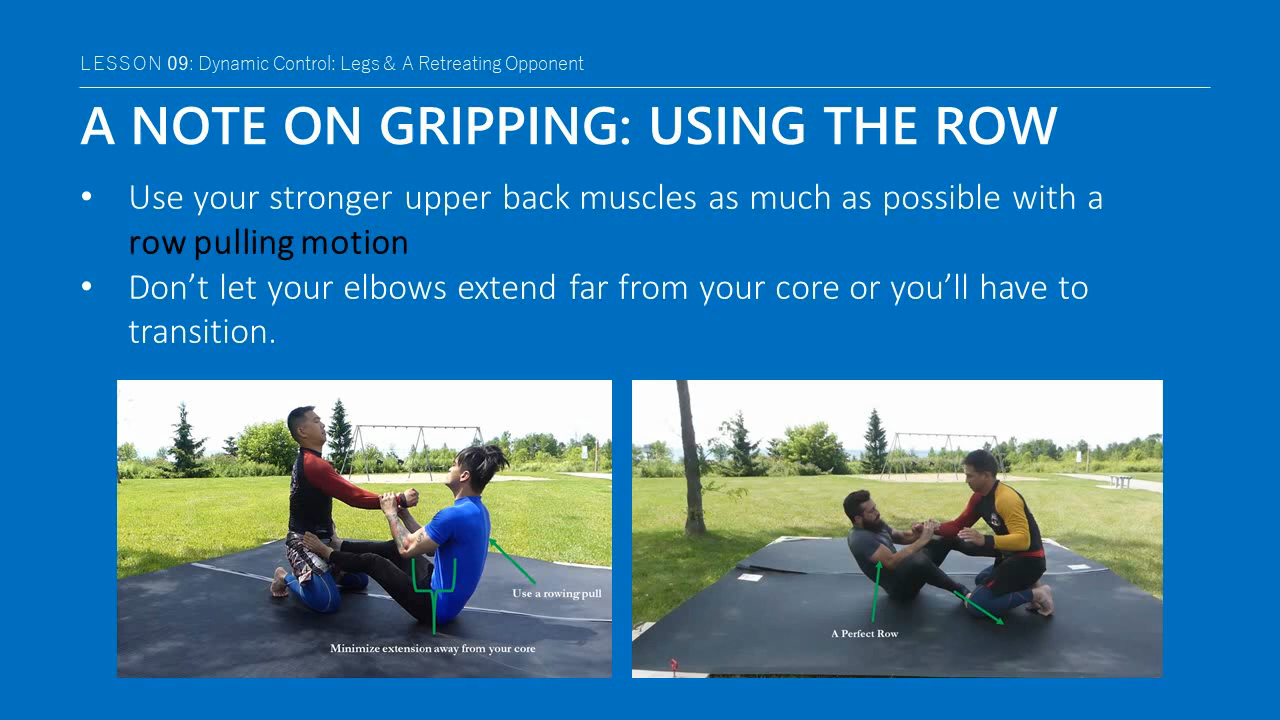 LESSON 09: Dynamic Control: Legs & A Retreating Opponent
A NOTE ON GRIPPING: USING THE ROW
• Use your stronger upper back muscles as much as possible with a
row pulling motion
• Don’t let your elbows extend far from your core or you’ll have to
transition.
Use a rowing pull
Minimize extension away from your core
A Perfect Row